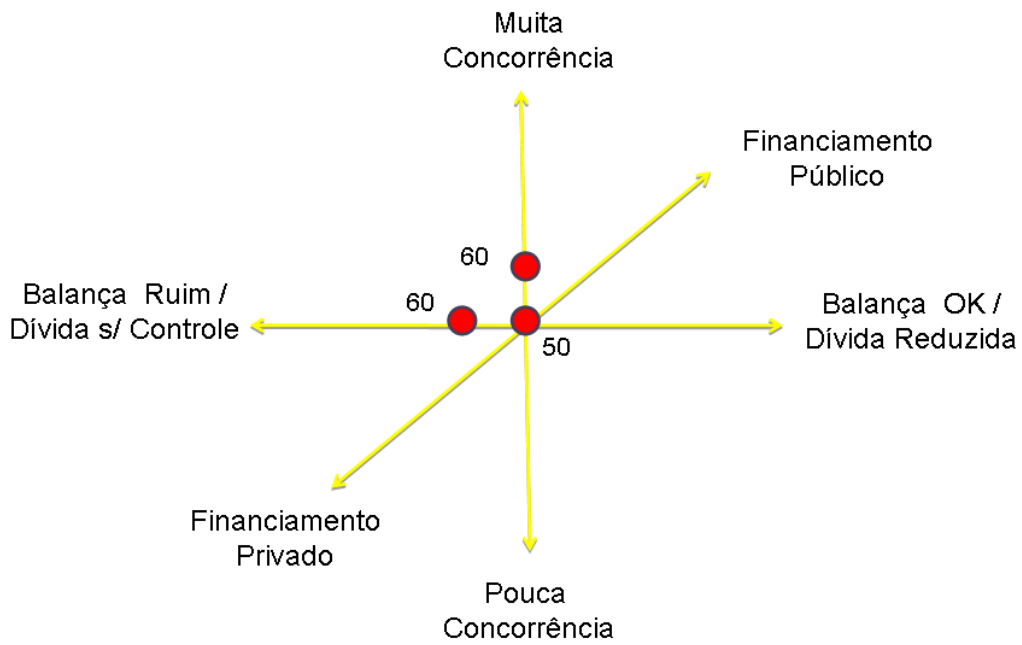 Muita
Concorrência
Financiamento
Público
60
Balança  Ruim /
Dívida s/ Controle
60
Balança  OK /
Dívida Reduzida
50
Financiamento
Privado
Pouca
Concorrência